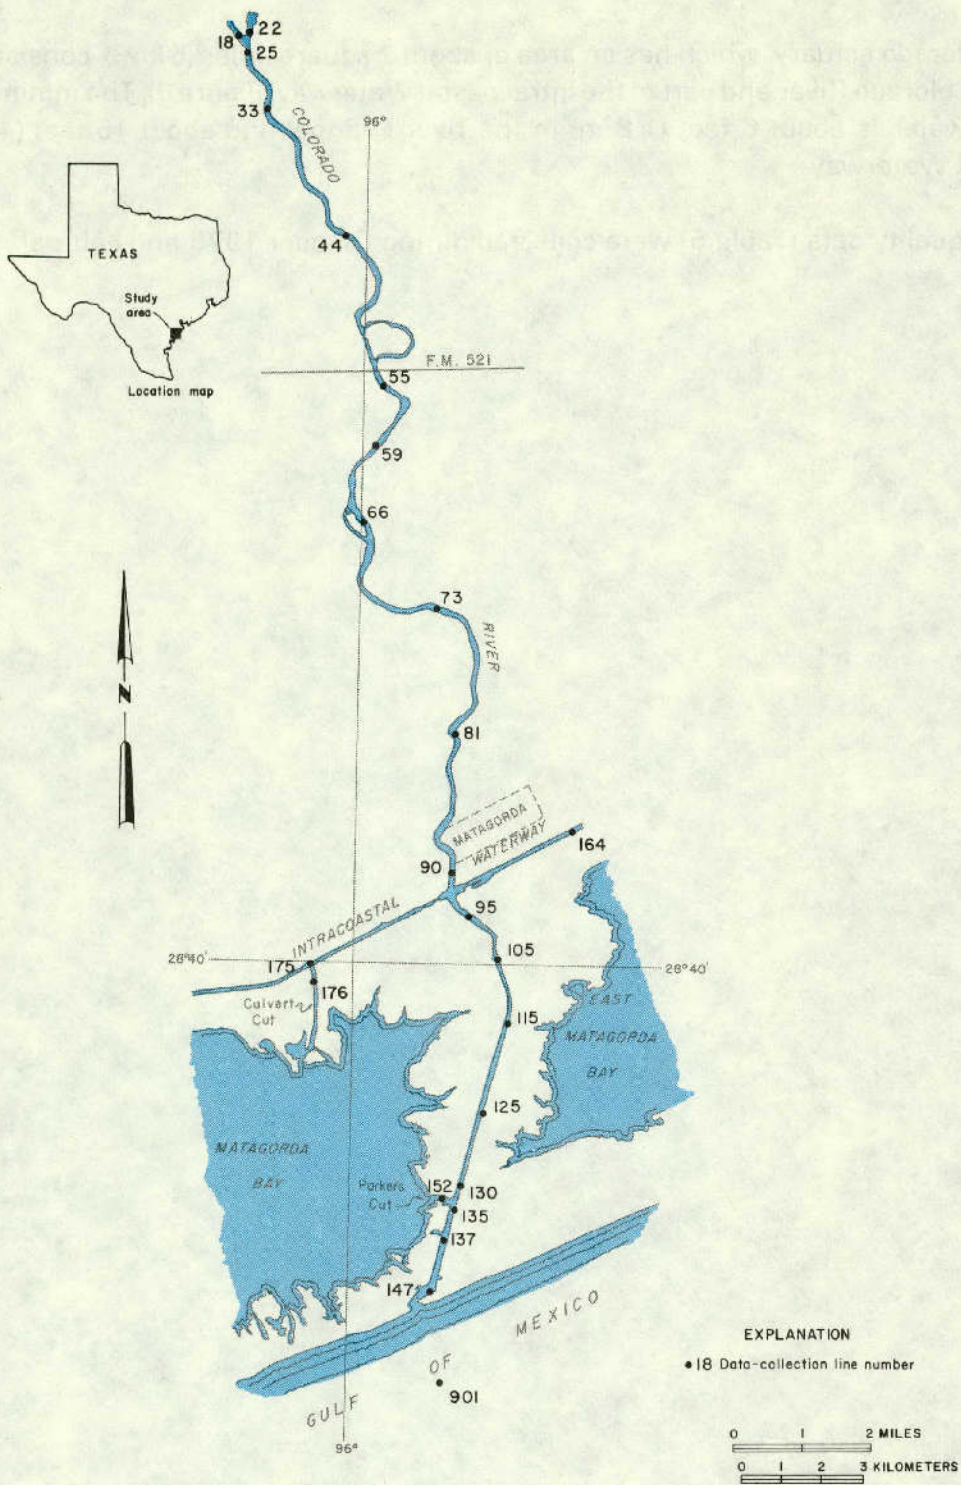 22
18
25
33
COLORADO
96°
44
TEXAS
Study
area
Location map
F.M. 521
55
59
66
73
RIVER
N
81
MATAGORDA
WATERWAY
164
90
95
INTRACOASTAL
105
28°40'
175
28°40'
176
Culvert
Cut
115
EAST
MATAGORDA
BAY
125
MATAGORDA
BAY
Parkers
Cut
152
130
135
137
147
GULF OF MEXICO
901
96°
EXPLANATION
18 Data-collection line number
0 1 2 MILES
0 1 2 3 KILOMETERS